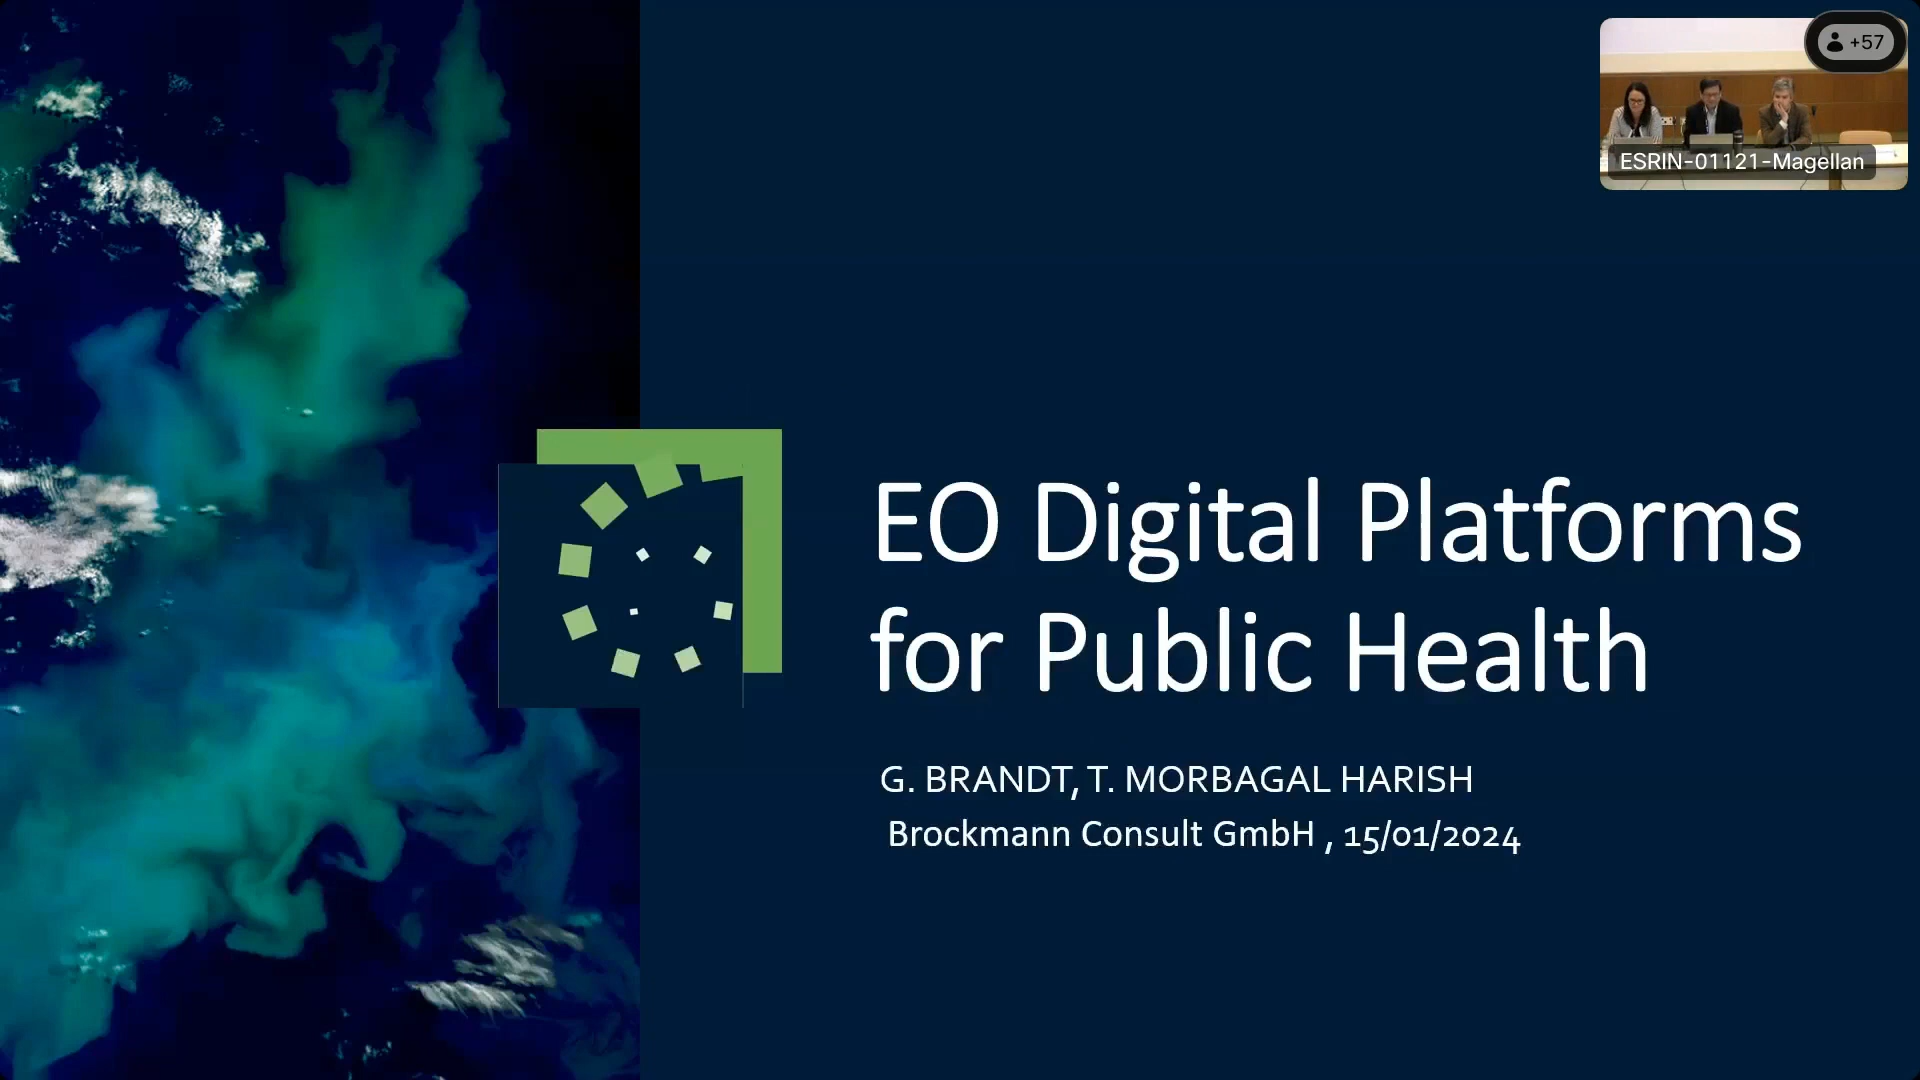 +57
ESRIN-01121-Magellan
EO Digital Platforms
for Public Health
G. BRANDT, T. MORBAGAL HARISH
Brockmann Consult GmbH , 15/01/2024